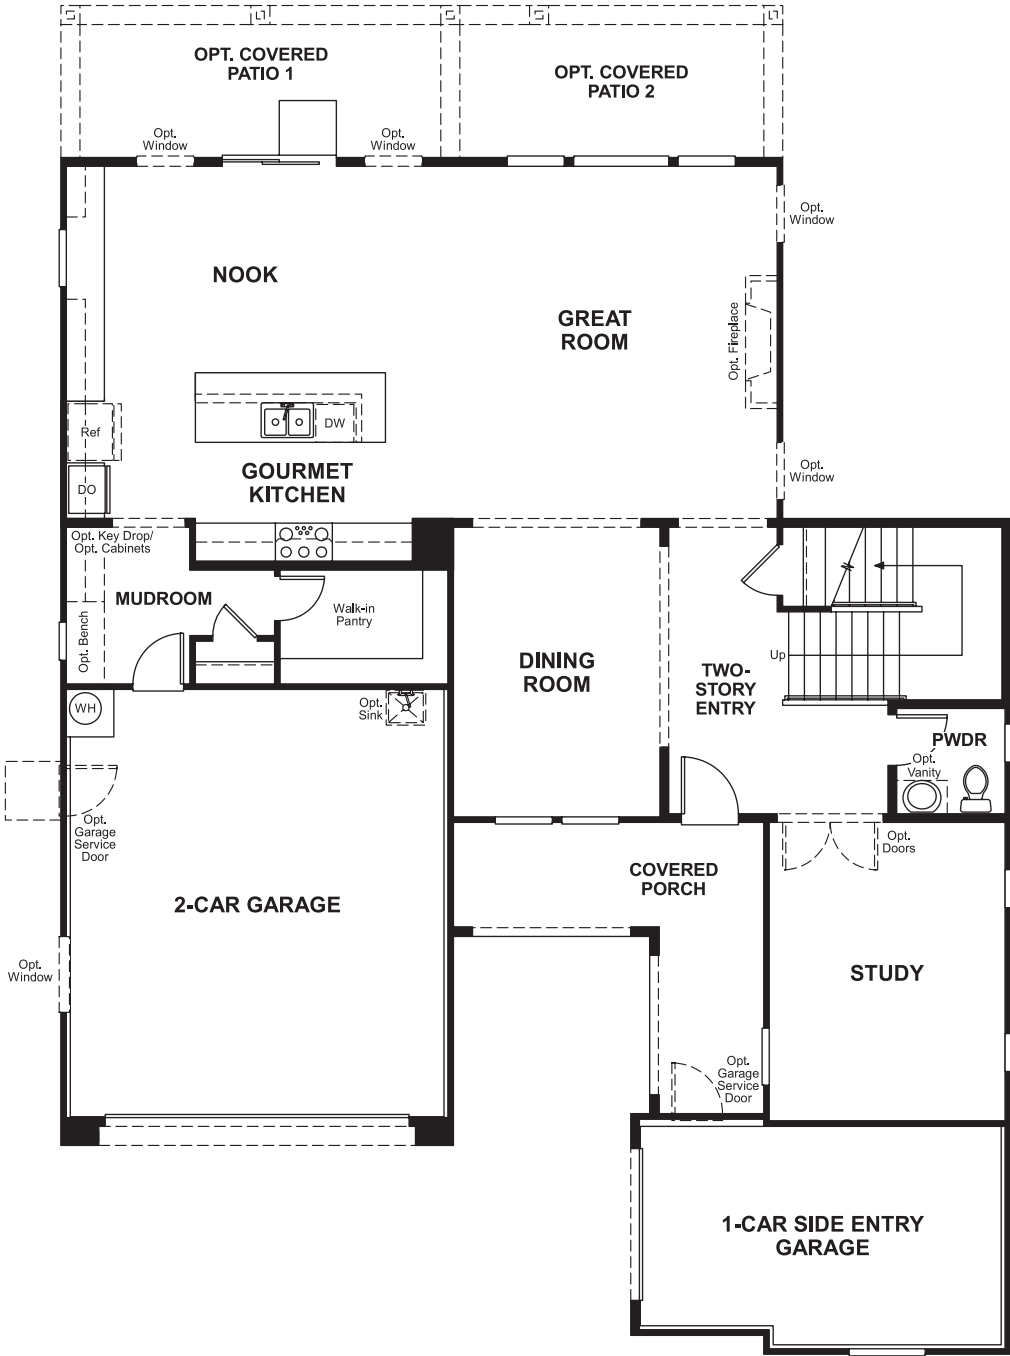 OPT. COVERED
PATIO 1
OPT. COVERED
PATIO 2
Opt.
Window
Opt.
Window
Opt.
Window
NOOK
GREAT
ROOM
Opt. Fireplace
Ref
DW
DO
GOURMET
KITCHEN
Opt.
Window
Opt. Key Drop/
Opt. Cabinets
MUDROOM
Walk-in
Pantry
Opt. Bench
DINING
ROOM
TWO-
STORY
ENTRY
Up
WH
Opt.
Sink
PWDR
Opt.
Vanity
Opt.
Garage
Service
Door
Opt.
Doors
COVERED
PORCH
2-CAR GARAGE
Opt.
Window
STUDY
Opt.
Garage
Service
Door
1-CAR SIDE ENTRY
GARAGE